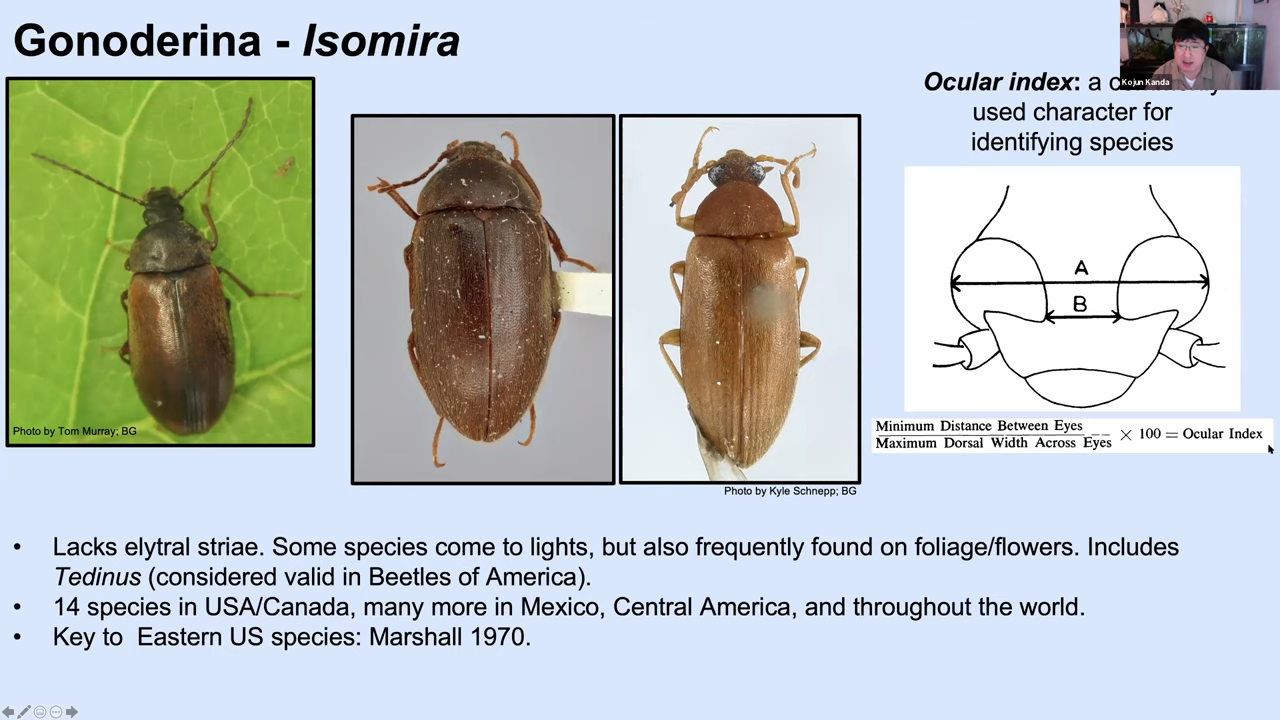 Gonoderina - Isomira
Kojun Kanda
Ocular index: a
used character for
identifying species
A
B
Minimum Distance Between Eyes
Maximum Dorsal Width Across Eyes
× 100 = Ocular Index
Photo by Tom Murray; BG
Photo by Kyle Schnepp; BG
• Lacks elytral striae. Some species come to lights, but also frequently found on foliage/flowers. Includes
Tedinus (considered valid in Beetles of America).
• 14 species in USA/Canada, many more in Mexico, Central America, and throughout the world.
• Key to Eastern US species: Marshall 1970.